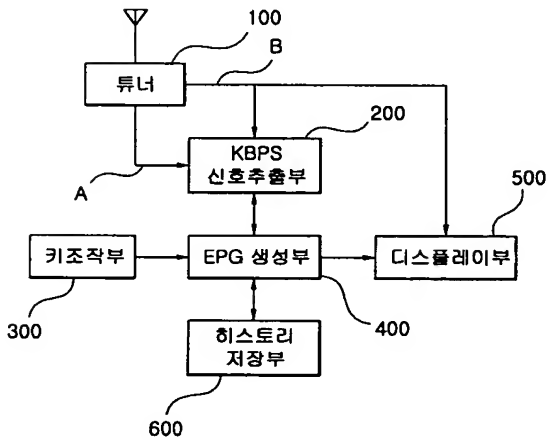 100
B
튜너
200
KBPS
신호추출부
A
500
키조작부
EPG 생성부
디스플레이부
300
400
히스토리
저장부
600